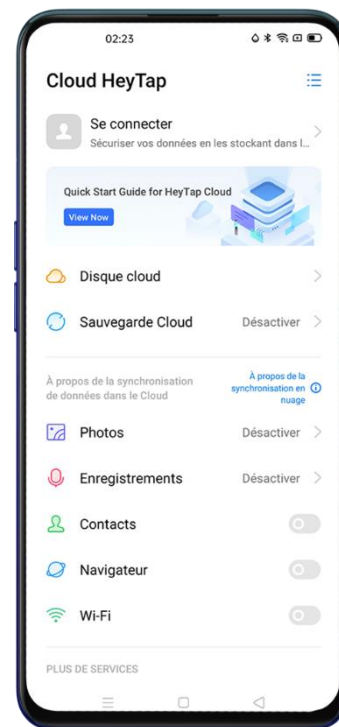 02:23
Cloud HeyTap
Se connecter
Sécuriser vos données en les stockant dans l...
Quick Start Guide for HeyTap Cloud
View Now
Disque cloud
Sauvegarde Cloud Désactiver
À propos de la synchronisation
de données dans le Cloud
À propos de la
synchronisation en
nuage
Photos Désactiver
Enregistrements Désactiver
Contacts
Navigateur
Wi-Fi
PLUS DE SERVICES